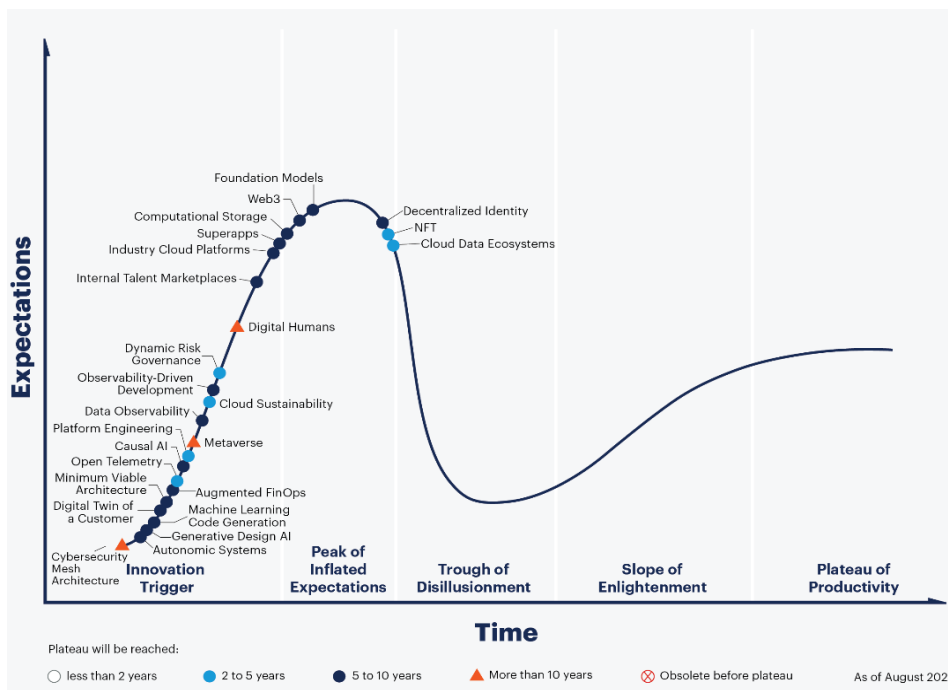 Expectations
Foundation Models
Web3
Computational Storage
Superapps
Industry Cloud Platforms
Internal Talent Marketplaces
Digital Humans
Dynamic Risk
Governance
Observability-Driven
Development
Cloud Sustainability
Data Observability
Platform Engineering
Metaverse
Causal AI
Open Telemetry
Minimum Viable
Architecture
Augmented FinOps
Digital Twin of
a Customer
Machine Learning
Code Generation
Generative Design AI
Autonomic Systems
Cybersecurity
Mesh
Architecture
Decentralized Identity
NFT
Cloud Data Ecosystems
Innovation
Trigger
Peak of
Inflated
Expectations
Trough of
Disillusionment
Slope of
Enlightenment
Plateau of
Productivity
Time
Plateau will be reached:
less than 2 years
2 to 5 years
5 to 10 years
More than 10 years
Obsolete before plateau
As of August